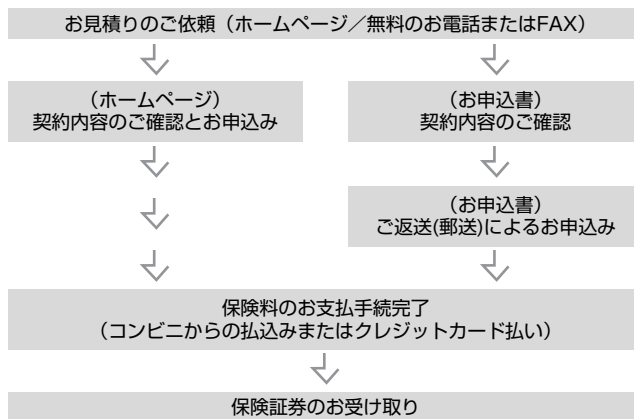 お見積りのご依頼（ホームページ／無料のお電話またはFAX）
（ホームページ）
契約内容のご確認とお申込み
（お申込書）
契約内容のご確認
（お申込書）
ご返送(郵送)によるお申込み
保険料のお支払手続完了
（コンビニからの払込みまたはクレジットカード払い）
保険証券のお受け取り